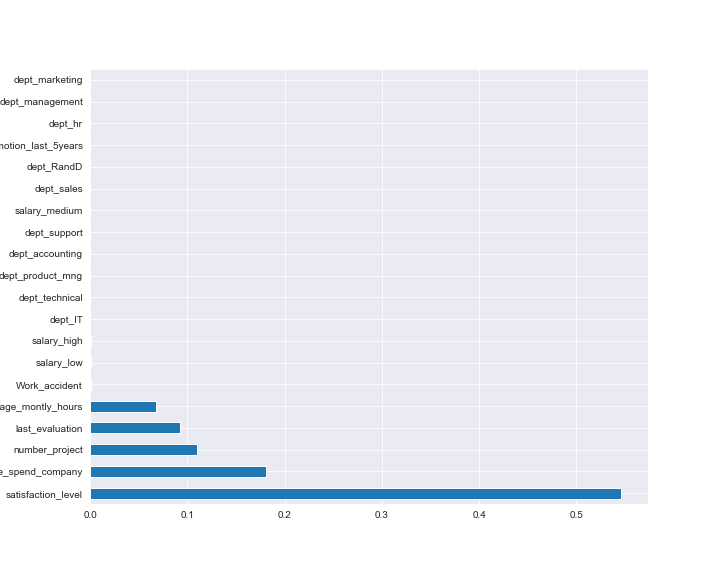 dept_marketing
dept_management
dept_hr
notion_last_5years
dept_RandD
dept_sales
salary_medium
dept_support
dept_accounting
dept_product_mng
dept_technical
dept_IT
salary_high
salary_low
Work_accident
age_montly_hours
last_evaluation
number_project
e_spend_company
satisfaction_level
0.0 0.1 0.2 0.3 0.4 0.5